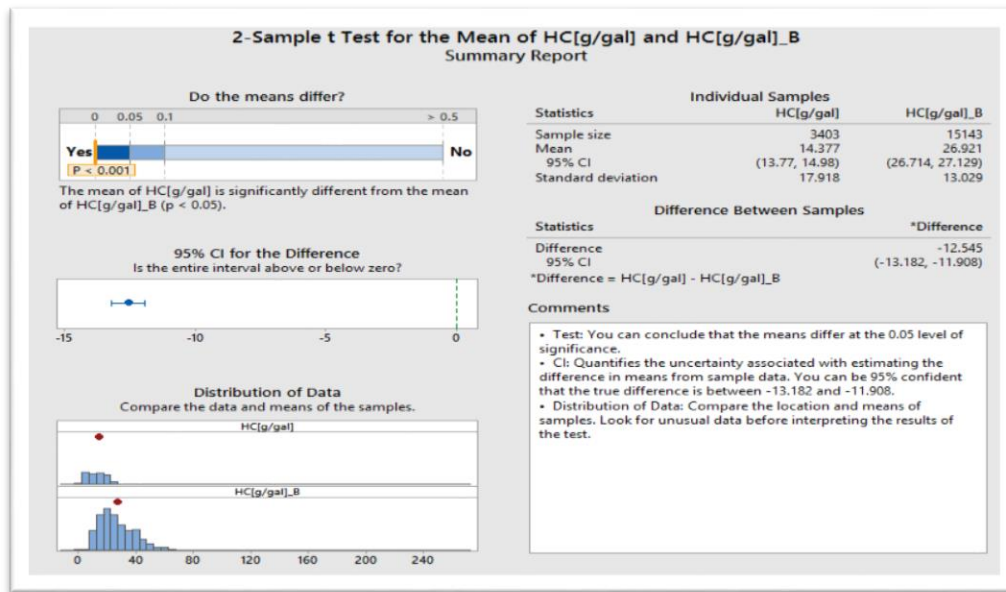 2-Sample t Test for the Mean of HC[g/gal] and HC[g/gal]_B
Summary Report
Do the means differ?
0 0.05 0.1 > 0.5
Yes No
P < 0.001
The mean of HC[g/gal] is significantly different from the mean
of HC[g/gal]_B (p < 0.05).
95% CI for the Difference
Is the entire interval above or below zero?
-15 -10 -5 0
Distribution of Data
Compare the data and means of the samples.
HC[g/gal]
HC[g/gal]_B
0 40 80 120 160 200 240
Individual Samples
Statistics HC[g/gal] HC[g/gal]_B
Sample size 3403 15143
Mean 14.377 26.921
95% CI (13.77, 14.98) (26.714, 27.129)
Standard deviation 17.918 13.029
Difference Between Samples
Statistics *Difference
Difference -12.545
95% CI (-13.182, -11.908)
*Difference = HC[g/gal] - HC[g/gal]_B
Comments
• Test: You can conclude that the means differ at the 0.05 level of
significance.
• CI: Quantifies the uncertainty associated with estimating the
difference in means from sample data. You can be 95% confident
that the true difference is between -13.182 and -11.908.
• Distribution of Data: Compare the location and means of
samples. Look for unusual data before interpreting the results of
the test.